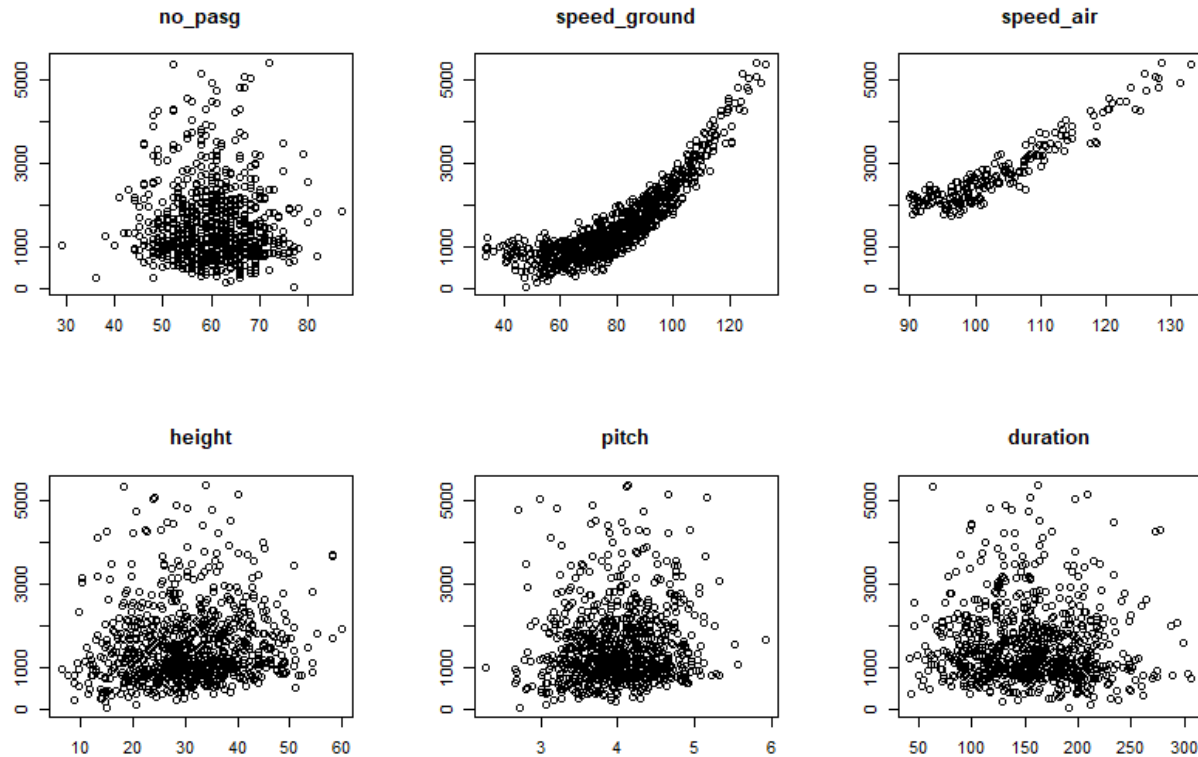 no_pasg
speed_ground
speed_air
0 1000 3000 5000
0 1000 3000 5000
0 1000 3000 5000
30 40 50 60 70 80
40 60 80 100 120
90 100 110 120 130
height
pitch
duration
0 1000 3000 5000
0 1000 3000 5000
0 1000 3000 5000
10 20 30 40 50 60
3 4 5 6
50 100 150 200 250 300